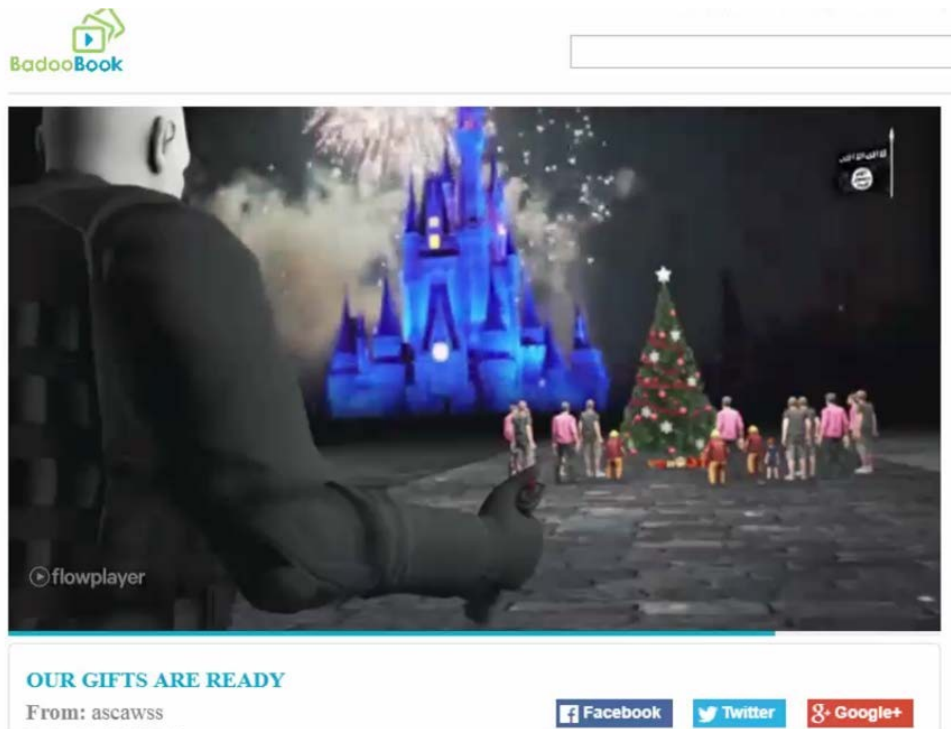 BadooBook
flowplayer
OUR GIFTS ARE READY
From: ascawss
Facebook
Twitter
Google+